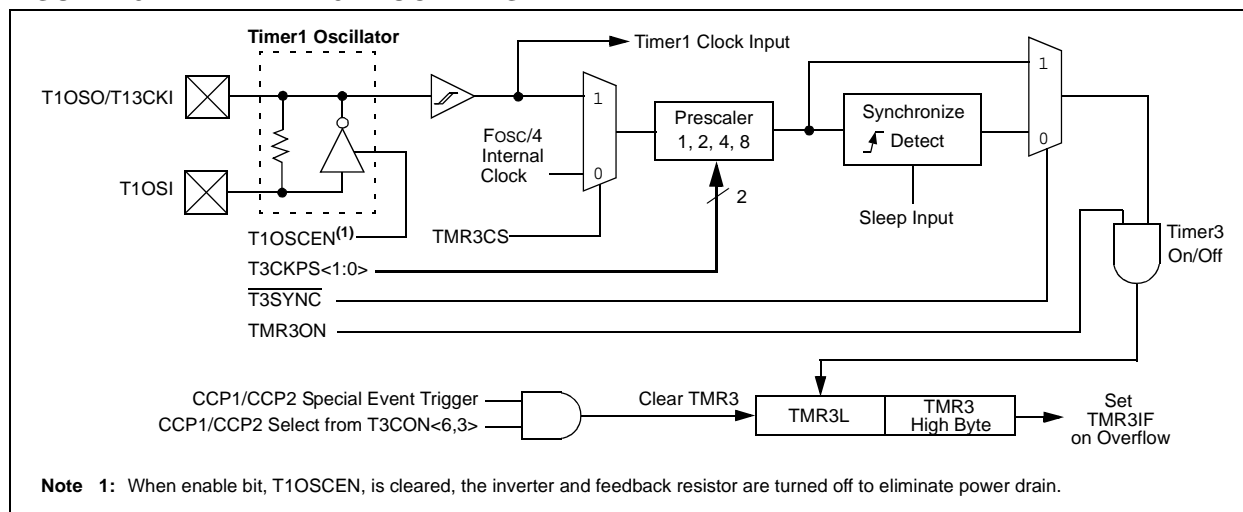 Timer1 Oscillator
Timer1 Clock Input
T1OSO/T13CKI
T1OSI
FOSC/4
Internal
Clock
1
0
Prescaler
1, 2, 4, 8
2
Synchronize
Detect
Sleep Input
1
0
T1OSCEN(1)
TMR3CS
T3CKPS<1:0>
T3SYNC
TMR3ON
Timer3
On/Off
CCP1/CCP2 Special Event Trigger
CCP1/CCP2 Select from T3CON<6,3>
Clear TMR3
TMR3L
TMR3
High Byte
Set
TMR3IF
on Overflow
Note 1: When enable bit, T1OSCEN, is cleared, the inverter and feedback resistor are turned off to eliminate power drain.